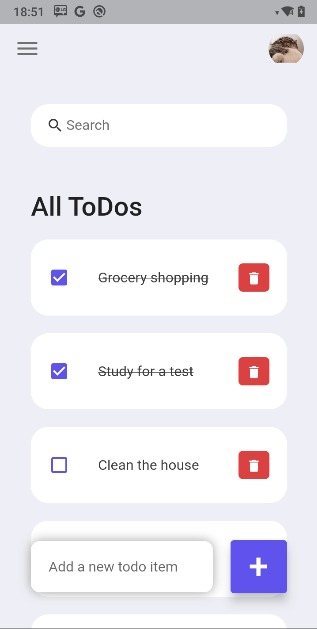 18:51
Search
All ToDos
Grocery shopping
Study for a test
Clean the house
Add a new todo item